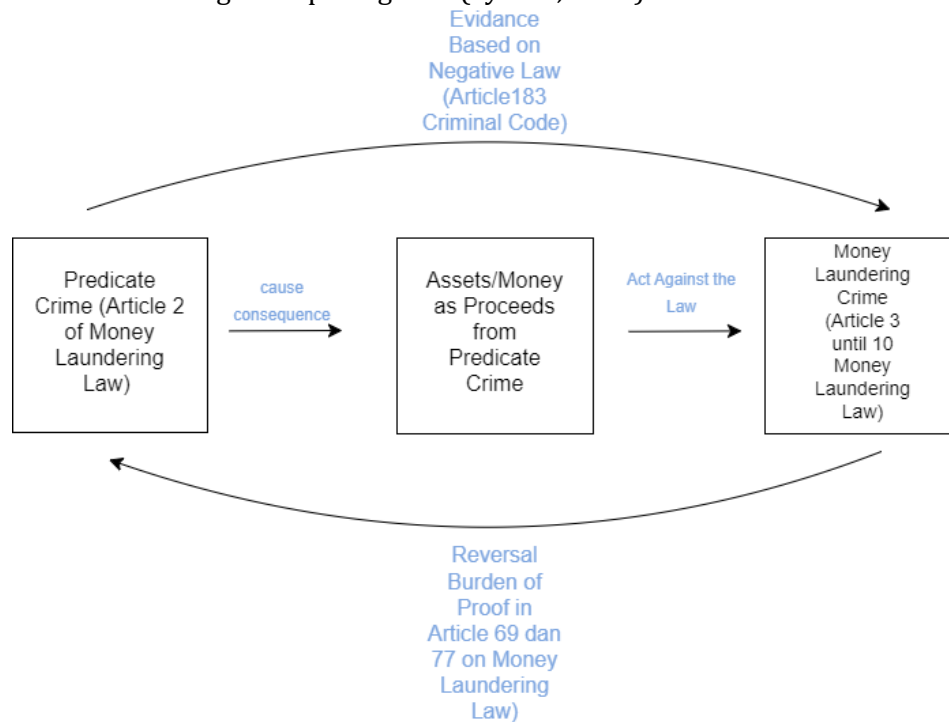 Evidence
Based on
Negative Law
(Article183
Criminal Code)
Predicate
Crime (Article 2
of Money
Laundering
Law)
cause
consequence
Assets/Money
as Proceeds
from
Predicate
Crime
Act Against the
Law
Money
Laundering
Crime
(Article 3
until 10
Money
Laundering
Law)
Reversal
Burden of
Proof in
Article 69 dan
77 on Money
Laundering
Law)